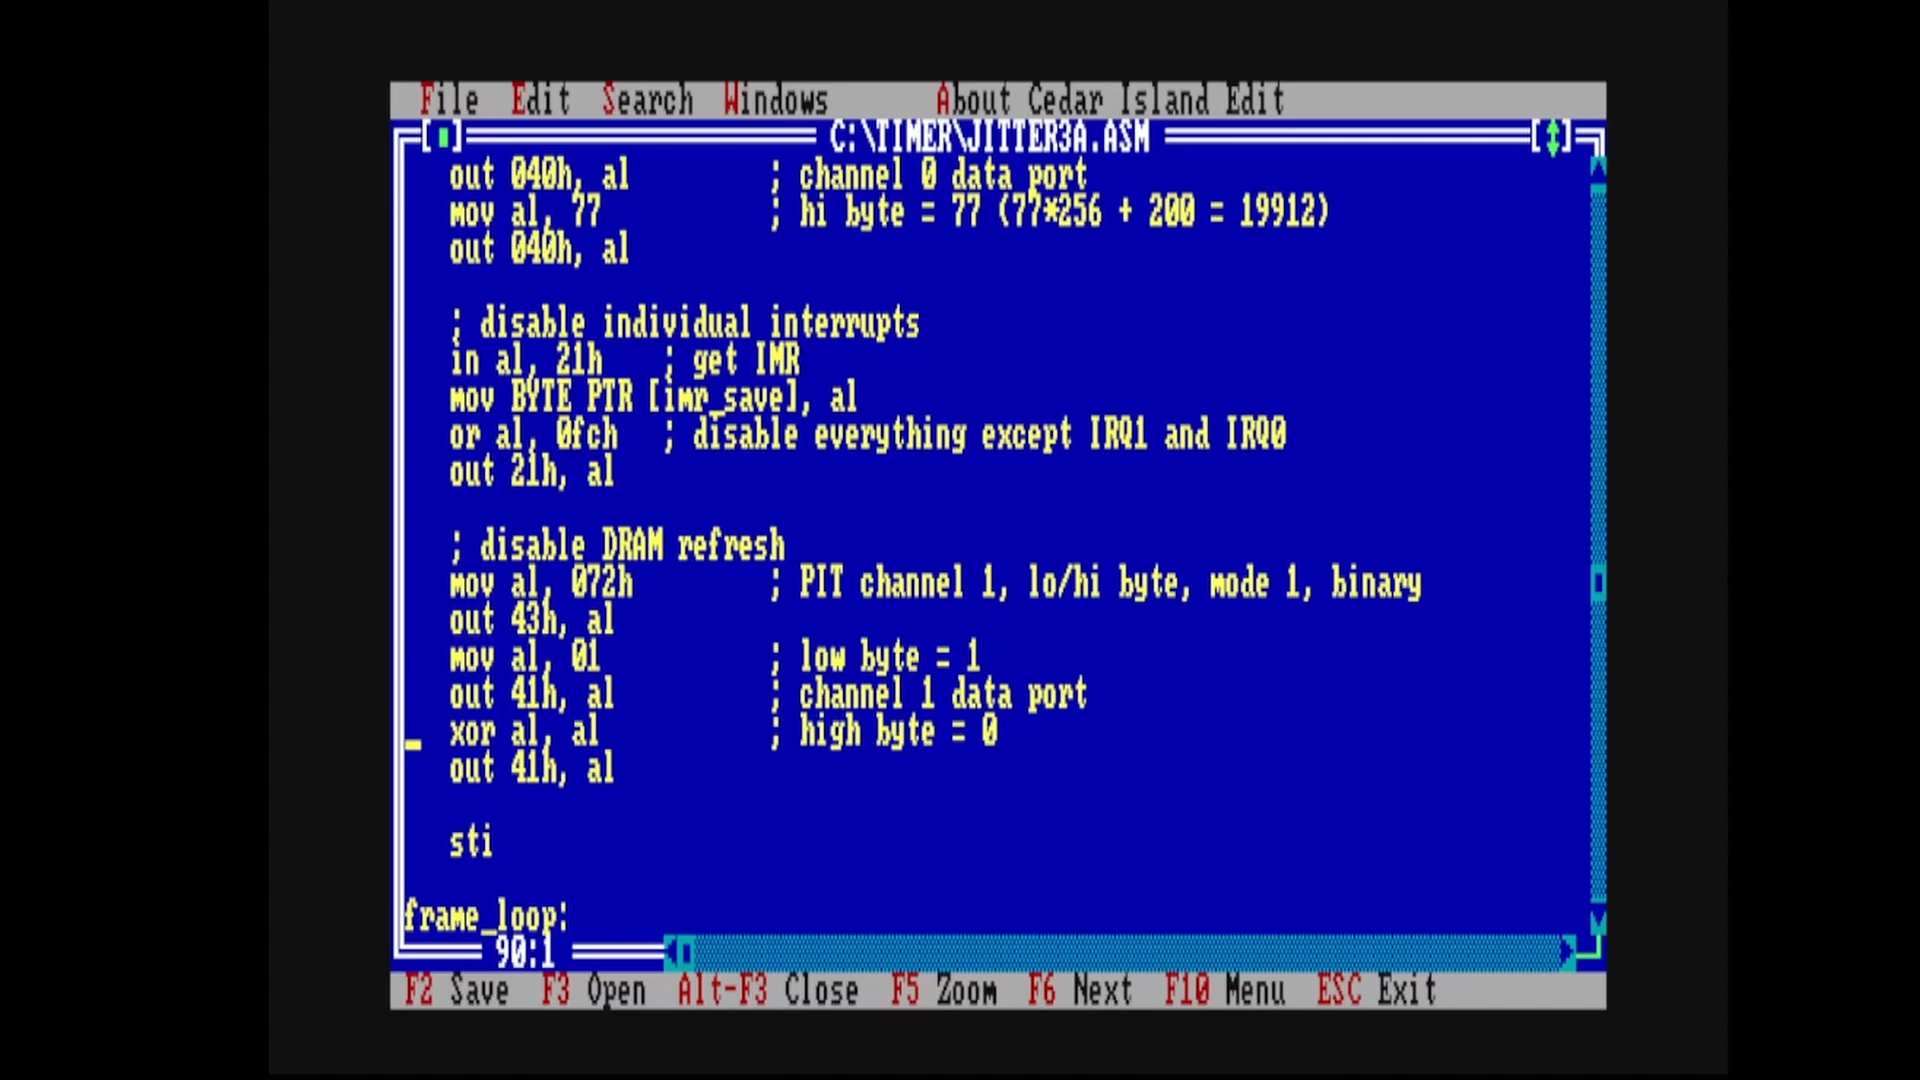 File Edit Search Windows About Cedar Island Edit
C:\TIMER\JITTER3A.ASM
out 040h, al ; channel 0 data port
mov al, 77 ; hi byte = 77 (77*256 + 200 = 19912)
out 040h, al
; disable individual interrupts
in al, 21h ; get IMR
mov BYTE PTR [imr_save], al
or al, 0fch ; disable everything except IRQ1 and IRQ0
out 21h, al
; disable DRAM refresh
mov al, 072h ; PIT channel 1, lo/hi byte, mode 1, binary
out 43h, al
mov al, 01 ; low byte = 1
out 41h, al ; channel 1 data port
xor al, al ; high byte = 0
out 41h, al
sti
frame_loop:
90:1
F2 Save F3 Open Alt-F3 Close F5 Zoom F6 Next F10 Menu ESC Exit